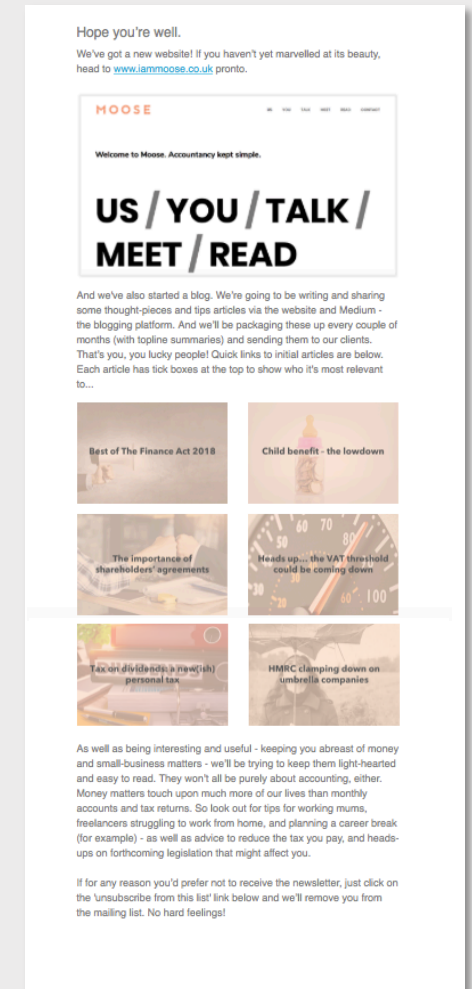 Hope you're well.
We've got a new website! If you haven't yet marvelled at its beauty,
head to www.iammoose.co.uk pronto.
MOOSE
US YOU TALK MEET READ CONTACT
Welcome to Moose. Accountancy kept simple.
US / YOU / TALK /
MEET / READ
And we've also started a blog. We're going to be writing and sharing
some thought-pieces and tips articles via the website and Medium -
the blogging platform. And we'll be packaging these up every couple of
months (with topline summaries) and sending them to our clients.
That's you, you lucky people! Quick links to initial articles are below.
Each article has tick boxes at the top to show who it's most relevant
to...
Best of The Finance Act 2018
Child benefit - the lowdown
The importance of
shareholders' agreements
50 60 70 80
30 20 60 100
Heads up... the VAT threshold
could be coming down
Tax on dividends: a new(ish)
personal tax
HMRC clamping down on
umbrella companies
As well as being interesting and useful - keeping you abreast of money
and small-business matters - we'll be trying to keep them light-hearted
and easy to read. They won't all be purely about accounting, either.
Money matters touch upon much more of our lives than monthly
accounts and tax returns. So look out for tips for working mums,
freelancers struggling to work from home, and planning a career break
(for example) - as well as advice to reduce the tax you pay, and heads-
ups on forthcoming legislation that might affect you.
If for any reason you'd prefer not to receive the newsletter, just click on
the 'unsubscribe from this list' link below and we'll remove you from
the mailing list. No hard feelings!